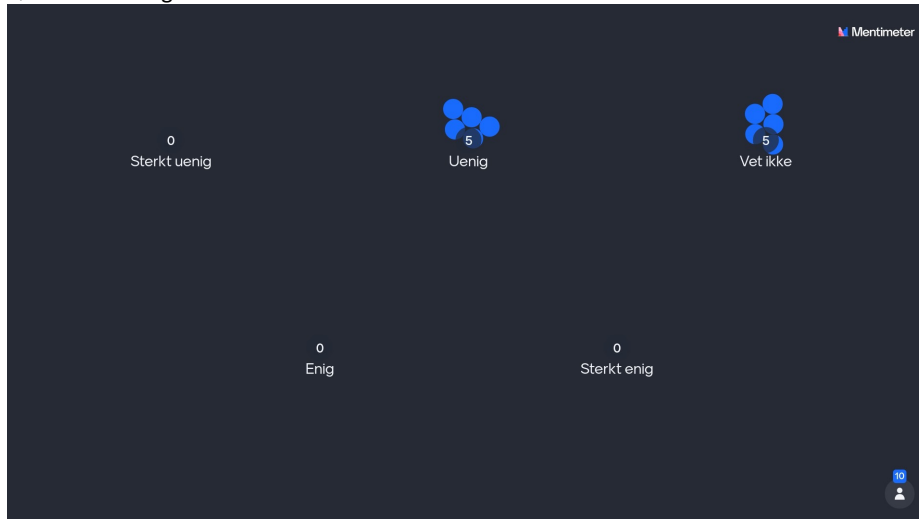 Mentimeter
0
Sterkt uenig
5
Uenig
5
Vet ikke
0
Enig
0
Sterkt enig
10